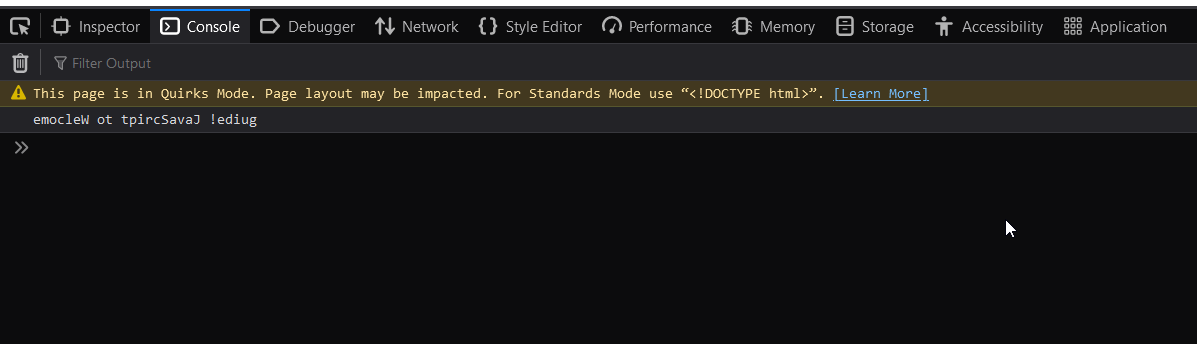 Inspector Console Debugger Network Style Editor Performance Memory Storage Accessibility Application
Filter Output
This page is in Quirks Mode. Page layout may be impacted. For Standards Mode use “<!DOCTYPE html>”. [Learn More]
emocleW ot tpircSavaJ !ediug